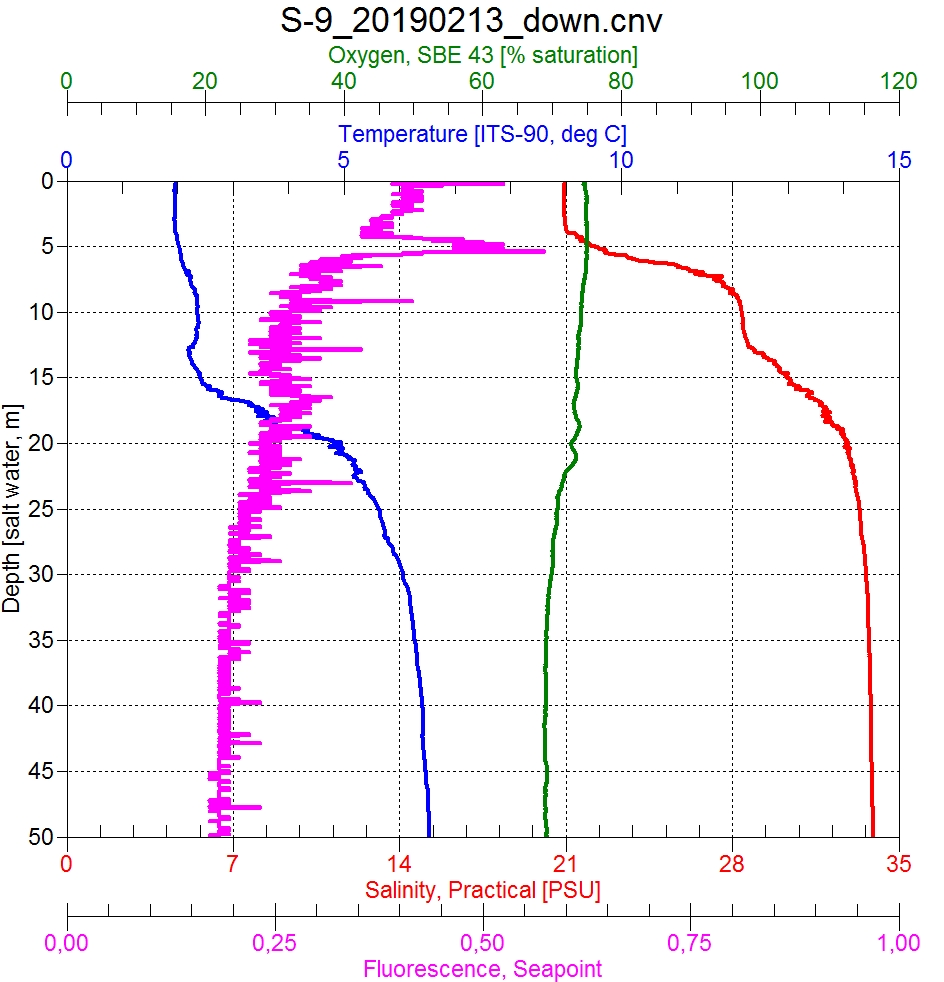 S-9_20190213_down.cnv
Oxygen, SBE 43 [% saturation]
0 20 40 60 80 100 120
Temperature [ITS-90, deg C]
0 5 10 15
0
5
10
15
20
25
30
35
40
45
50
Depth [salt water, m]
0 7 14 21 28 35
Salinity, Practical [PSU]
0,00 0,25 0,50 0,75 1,00
Fluorescence, Seapoint